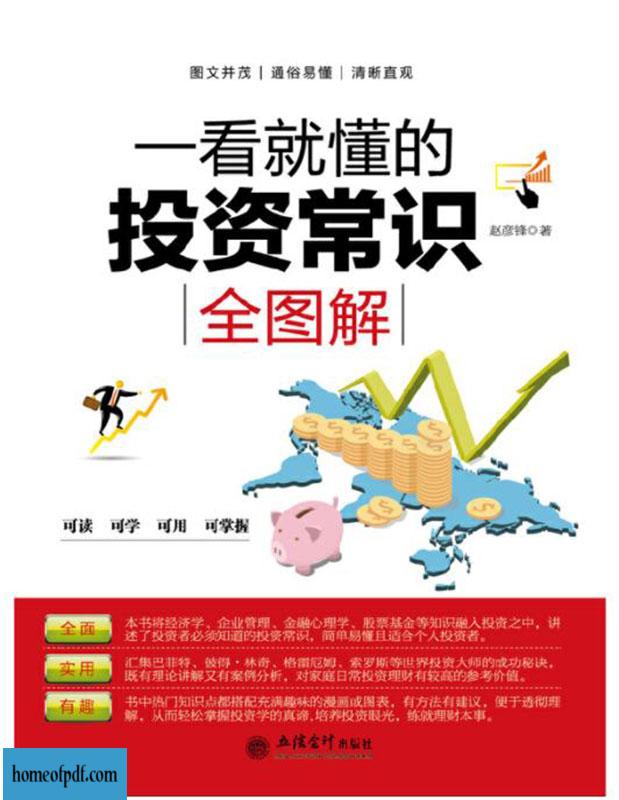 图文并茂 | 通俗易懂 | 清晰直观
一看就懂的
投资常识
赵彦锋◎著
全图解
可读 可学 可用 可掌握
全面
本书将经济学、企业管理、金融心理学、股票基金等知识融入投资之中，讲
述了投资者必须知道的投资常识，简单易懂且适合个人投资者。
实用
汇集巴菲特、彼得·林奇、格雷厄姆、索罗斯等世界投资大师的成功秘诀，
既有理论讲解又有案例分析，对家庭日常投资理财有较高的参考价值。
有趣
书中热门知识点都搭配充满趣味的漫画或图表，有方法有建议，便于透彻理
解，从而轻松掌握投资学的真谛，培养投资眼光，练就理财本事。
立信会计出版社
homeofpdf.com